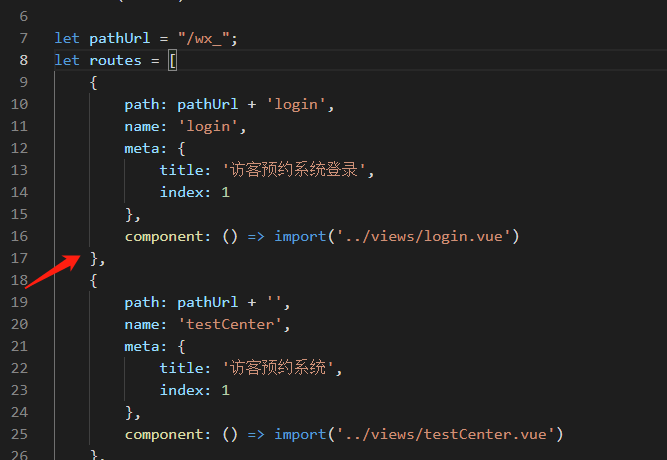 6
7 let pathUrl = "/wx_";
8 let routes = [
9     {
10         path: pathUrl + 'login',
11         name: 'login',
12         meta: {
13             title: '访客预约系统登录',
14             index: 1
15         },
16         component: () => import('../views/login.vue')
17     },
18     {
19         path: pathUrl + '',
20         name: 'testCenter',
21         meta: {
22             title: '访客预约系统',
23             index: 1
24         },
25         component: () => import('../views/testCenter.vue')
26     },